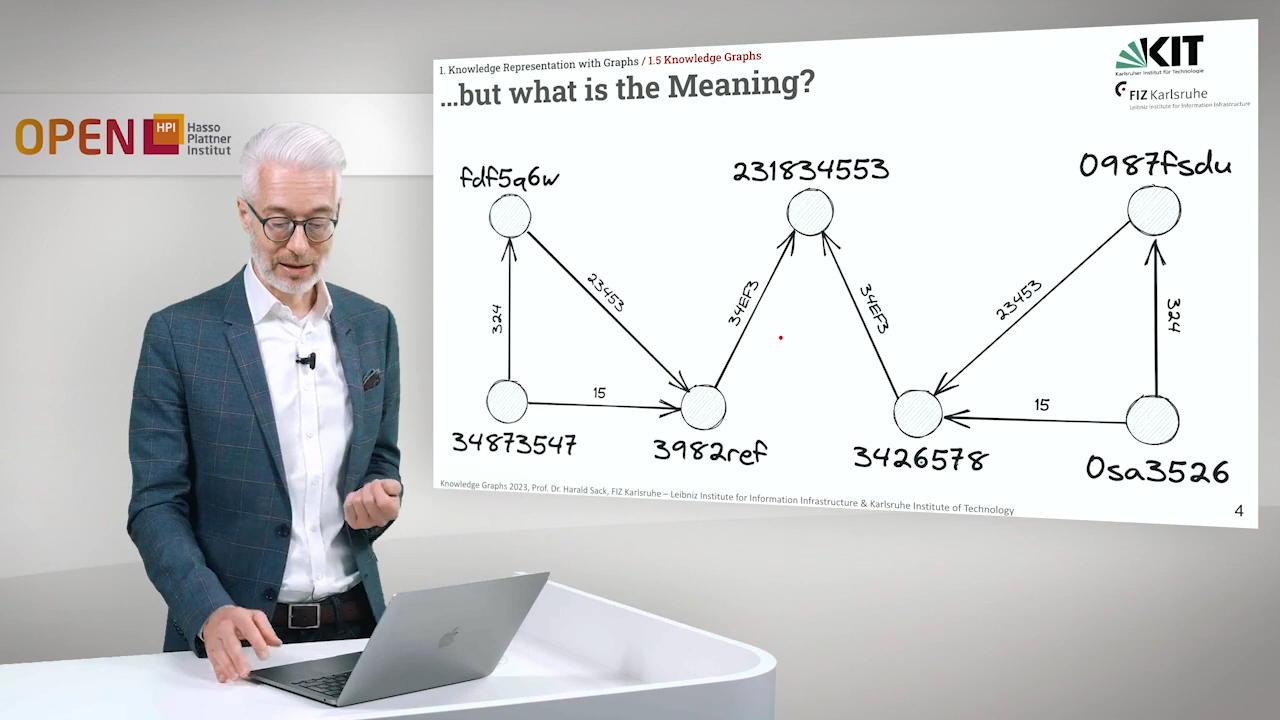 OPEN HPI Hasso
Plattner
Institut
1. Knowledge Representation with Graphs / 1.5 Knowledge Graphs
...but what is the Meaning?
KIT
Karlsruher Institut für Technologie
FIZ Karlsruhe
Leibniz Institute for Information Infrastructure
fdf5q6w
231834553
0987fsdu
324
23453
34EF3
34EF3
23453
324
15
15
34873547
3982ref
3426578
0sa3526
Knowledge Graphs 2023, Prof. Dr. Harald Sack, FIZ Karlsruhe – Leibniz Institute for Information Infrastructure & Karlsruhe Institute of Technology
4